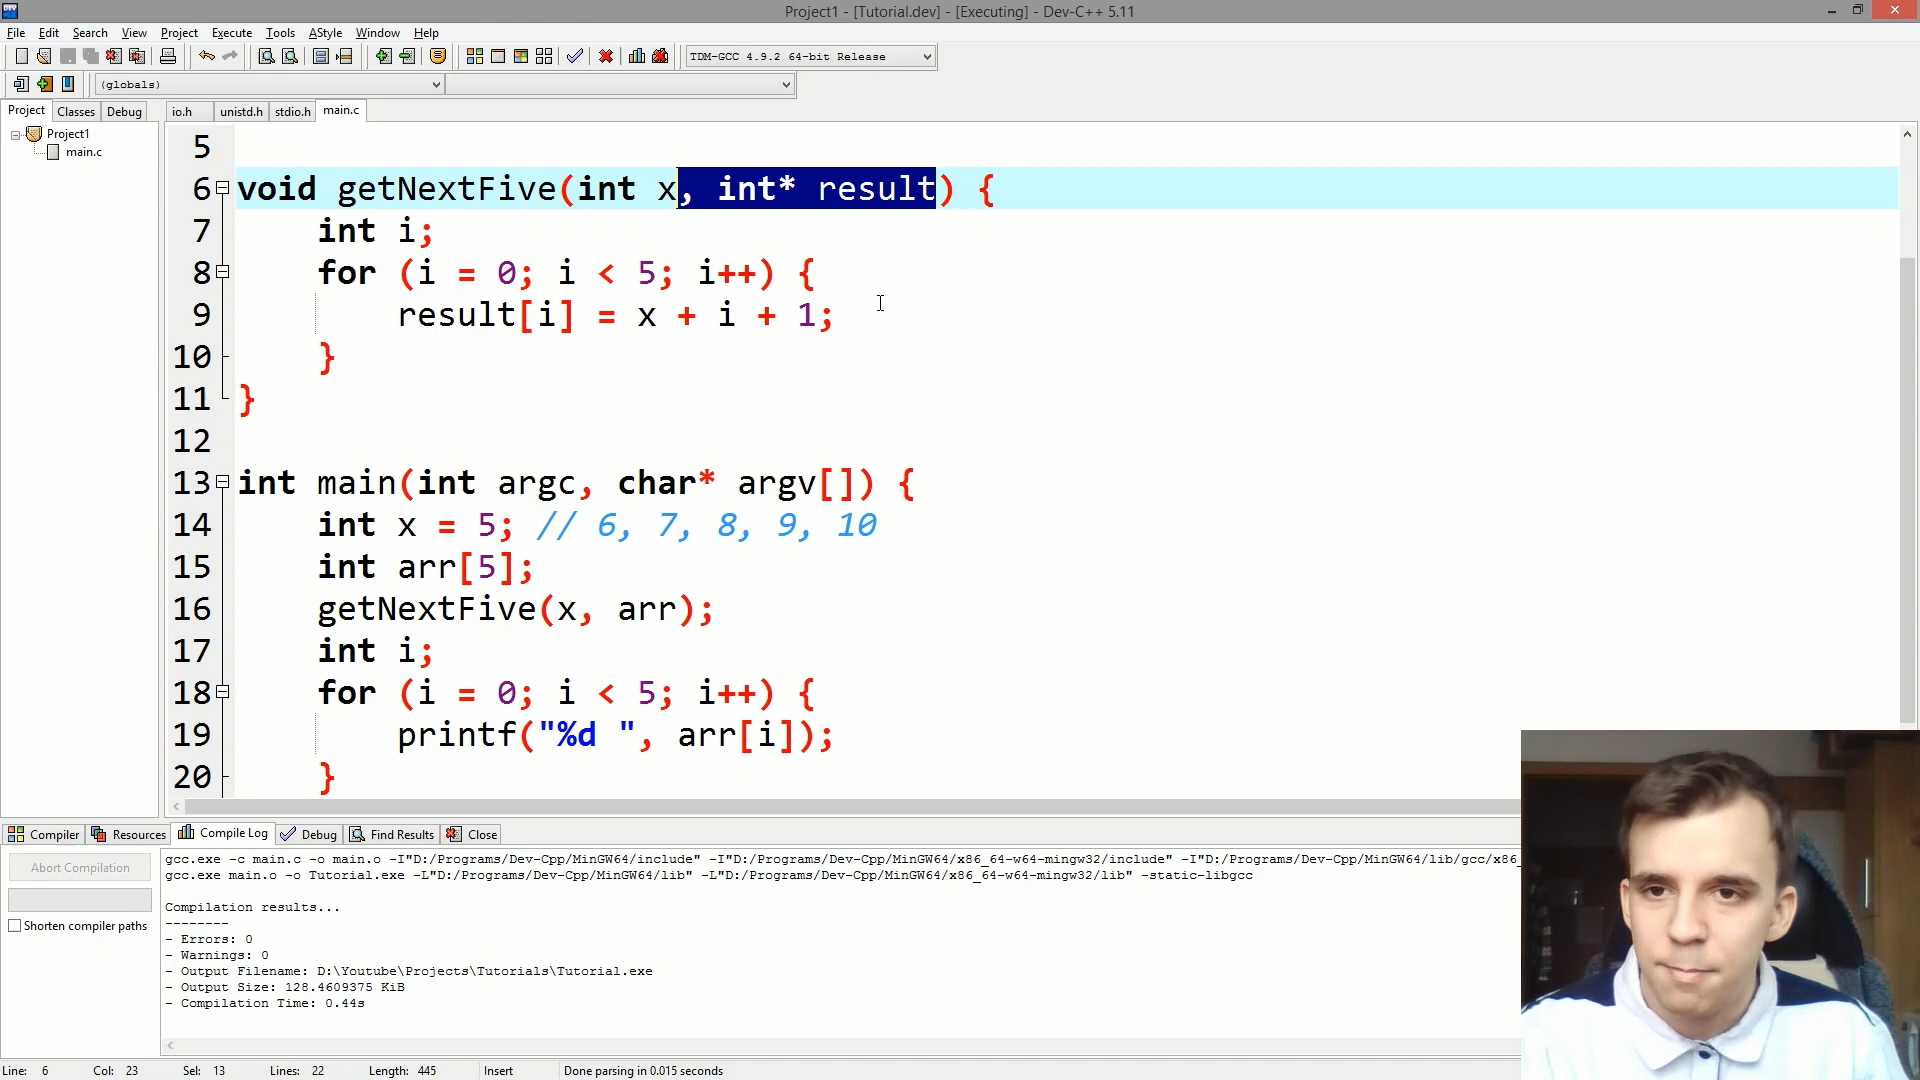 Project1 - [Tutorial.dev] - [Executing] - Dev-C++ 5.11
File Edit Search View Project Execute Tools AStyle Window Help
TDM-GCC 4.9.2 64-bit Release
(globals)
Project Classes Debug io.h unistd.h stdio.h main.c
Project1
main.c
5
6 void getNextFive(int x, int* result) {
7 int i;
8 for (i = 0; i < 5; i++) {
9 result[i] = x + i + 1;
10 }
11 }
12
13 int main(int argc, char* argv[]) {
14 int x = 5; // 6, 7, 8, 9, 10
15 int arr[5];
16 getNextFive(x, arr);
17 int i;
18 for (i = 0; i < 5; i++) {
19 printf("%d ", arr[i]);
20 }
Compiler Resources Compile Log Debug Find Results Close
Abort Compilation
Shorten compiler paths
gcc.exe -c main.c -o main.o -I"D:/Programs/Dev-Cpp/MinGW64/include" -I"D:/Programs/Dev-Cpp/MinGW64/x86_64-w64-mingw32/include" -I"D:/Programs/Dev-Cpp/MinGW64/lib/gcc/x86_
gcc.exe main.o -o Tutorial.exe -L"D:/Programs/Dev-Cpp/MinGW64/lib" -L"D:/Programs/Dev-Cpp/MinGW64/x86_64-w64-mingw32/lib" -static-libgcc
Compilation results...
--------
- Errors: 0
- Warnings: 0
- Output Filename: D:\Youtube\Projects\Tutorials\Tutorial.exe
- Output Size: 128.4609375 KiB
- Compilation Time: 0.44s
Line: 6 Col: 23 Sel: 13 Lines: 22 Length: 445 Insert Done parsing in 0.015 seconds